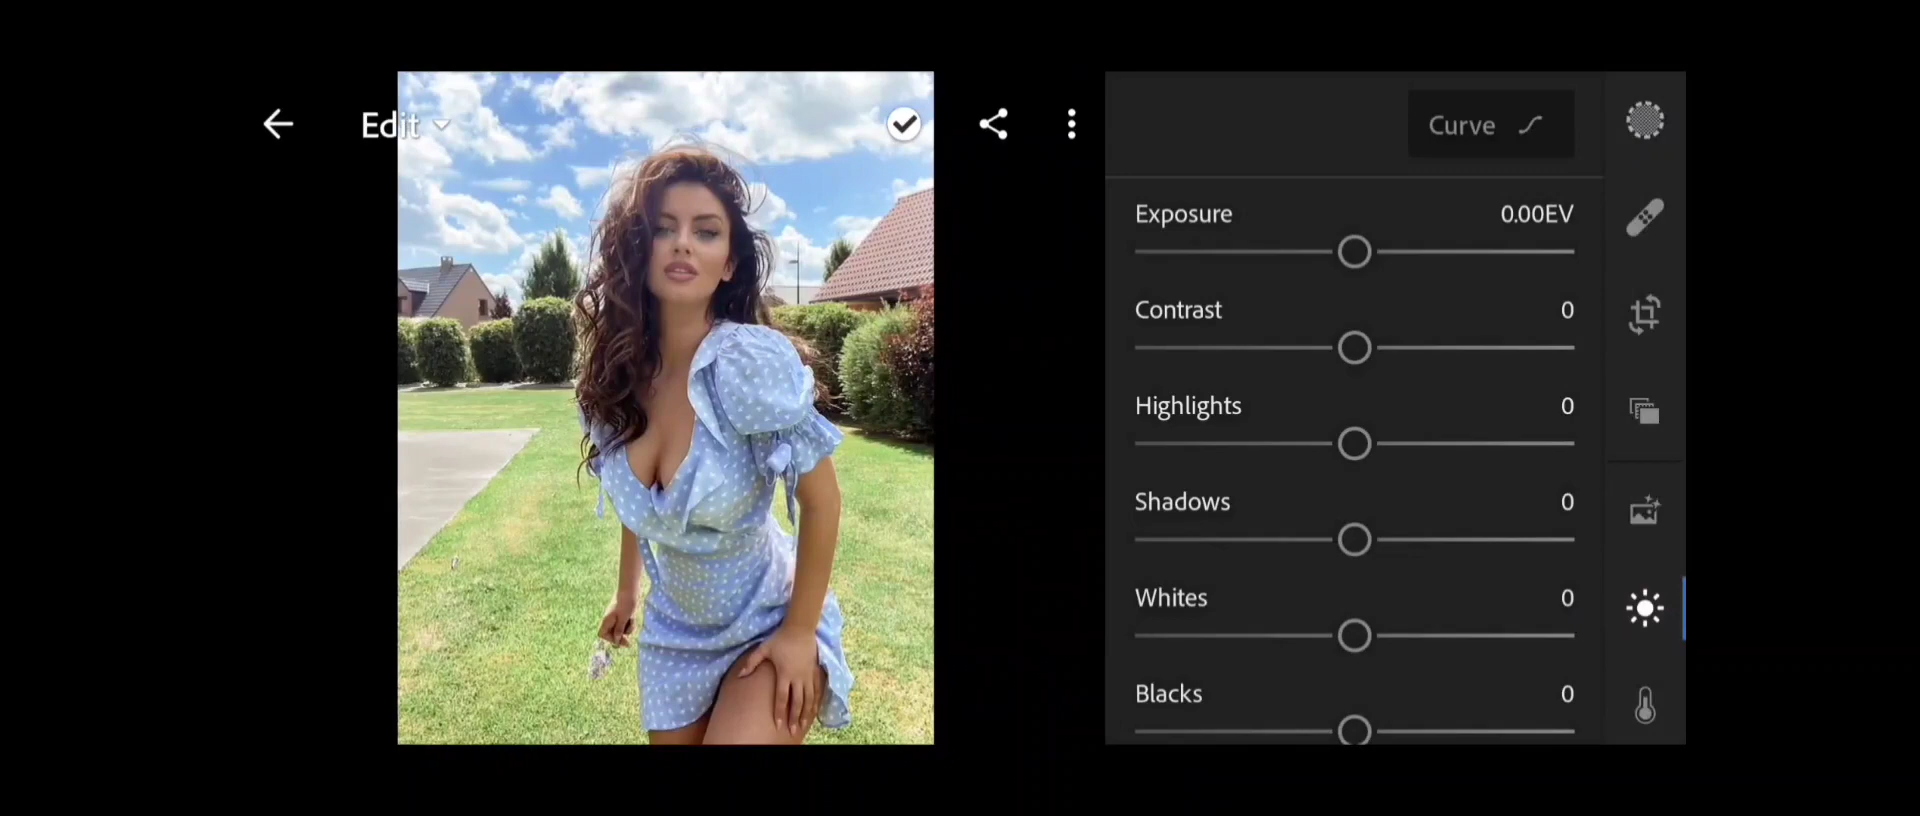 Edit
Curve
Exposure 0.00EV
Contrast 0
Highlights 0
Shadows 0
Whites 0
Blacks 0